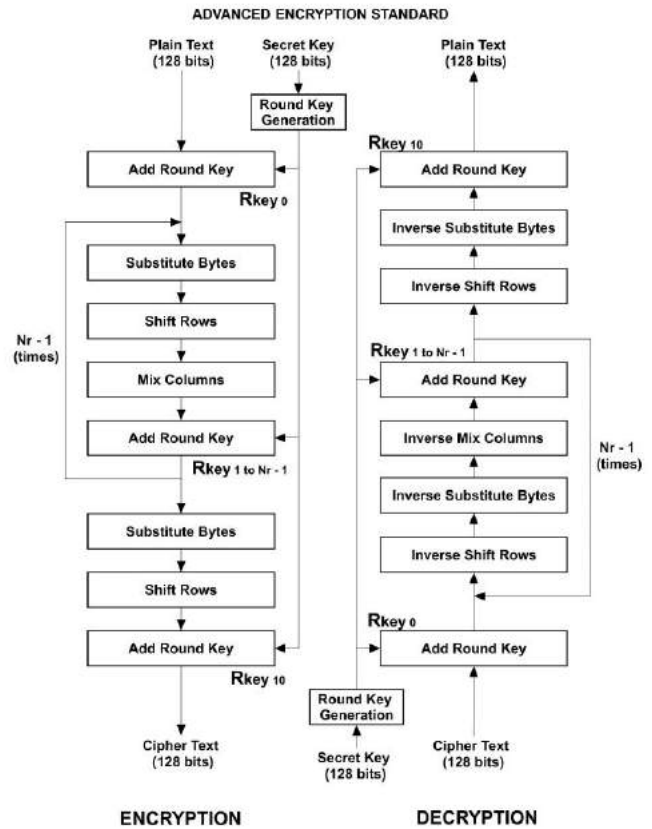 ADVANCED ENCRYPTION STANDARD
Plain Text
(128 bits)
Secret Key
(128 bits)
Round Key
Generation
Add Round Key
Rkey 0
Substitute Bytes
Shift Rows
Mix Columns
Add Round Key
Rkey 1 to Nr - 1
Nr - 1
(times)
Substitute Bytes
Shift Rows
Add Round Key
Rkey 10
Cipher Text
(128 bits)
ENCRYPTION
Plain Text
(128 bits)
Rkey 10
Add Round Key
Inverse Substitute Bytes
Inverse Shift Rows
Rkey 1 to Nr - 1
Add Round Key
Inverse Mix Columns
Nr - 1
(times)
Inverse Substitute Bytes
Inverse Shift Rows
Rkey 0
Add Round Key
Round Key
Generation
Secret Key
(128 bits)
Cipher Text
(128 bits)
DECRYPTION